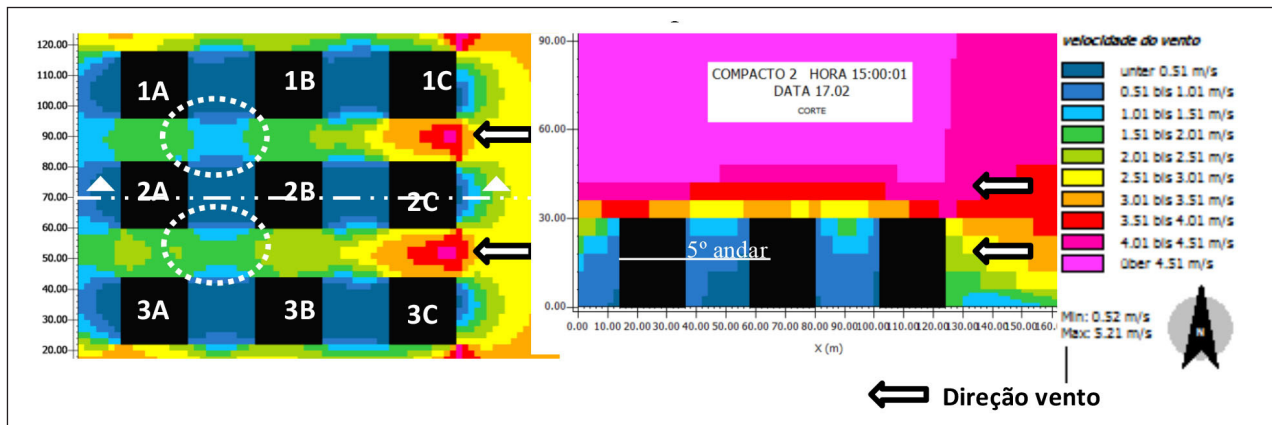 120.00
110.00
100.00
90.00
80.00
70.00
60.00
50.00
40.00
30.00
20.00
1A
1B
1C
2A
2B
2C
3A
3B
3C
90.00
60.00
30.00
0.00
COMPACTO 2 HORA 15:00:01
DATA 17.02
CORTE
5º andar
0.00 10.00 20.00 30.00 40.00 50.00 60.00 70.00 80.00 90.00 100.00 110.00 120.00 130.00 140.00 150.00 160.0
X (m)
velocidade do vento
unter 0.51 m/s
0.51 bis 1.01 m/s
1.01 bis 1.51 m/s
1.51 bis 2.01 m/s
2.01 bis 2.51 m/s
2.51 bis 3.01 m/s
3.01 bis 3.51 m/s
3.51 bis 4.01 m/s
4.01 bis 4.51 m/s
über 4.51 m/s
Min: 0.52 m/s
Max: 5.21 m/s
N
Direção vento